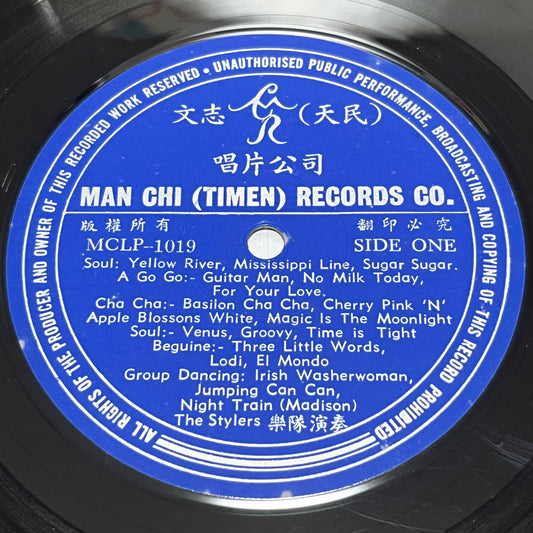 ALL RIGHTS OF THE PRODUCER AND OWNER OF THIS RECORDED WORK RESERVED • UNAUTHORISED PUBLIC PERFORMANCE, BROADCASTING AND COPYING OF THIS RECORD PROHIBITED
文志 (天民)
唱片公司
MAN CHI (TIMEN) RECORDS CO.
版權所有 翻印必究
MCLP-1019 SIDE ONE
Soul: Yellow River, Mississippi Line, Sugar Sugar.
A Go Go:- Guitar Man, No Milk Today,
For Your Love.
Cha Cha:- Basilon Cha Cha, Cherry Pink 'N'
Apple Blossons White, Magic Is The Moonlight
Soul:- Venus, Groovy, Time is Tight
Beguine:- Three Little Words,
Lodi, El Mondo
Group Dancing: Irish Washerwoman,
Jumping Can Can,
Night Train (Madison)
The Stylers 樂隊演奏